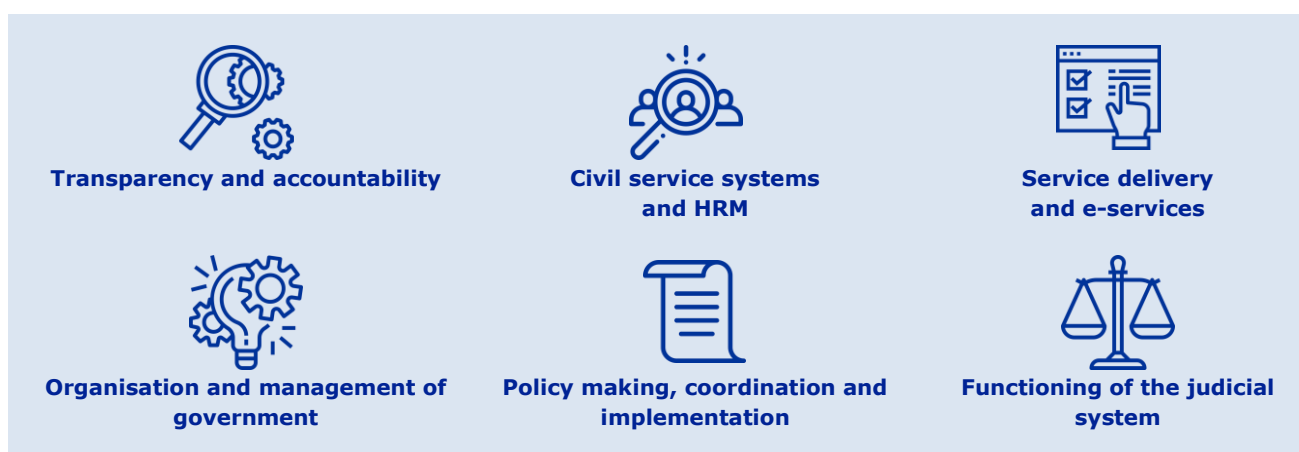 Transparency and accountability
Civil service systems
and HRM
Service delivery
and e-services
Organisation and management of
government
Policy making, coordination and
implementation
Functioning of the judicial
system